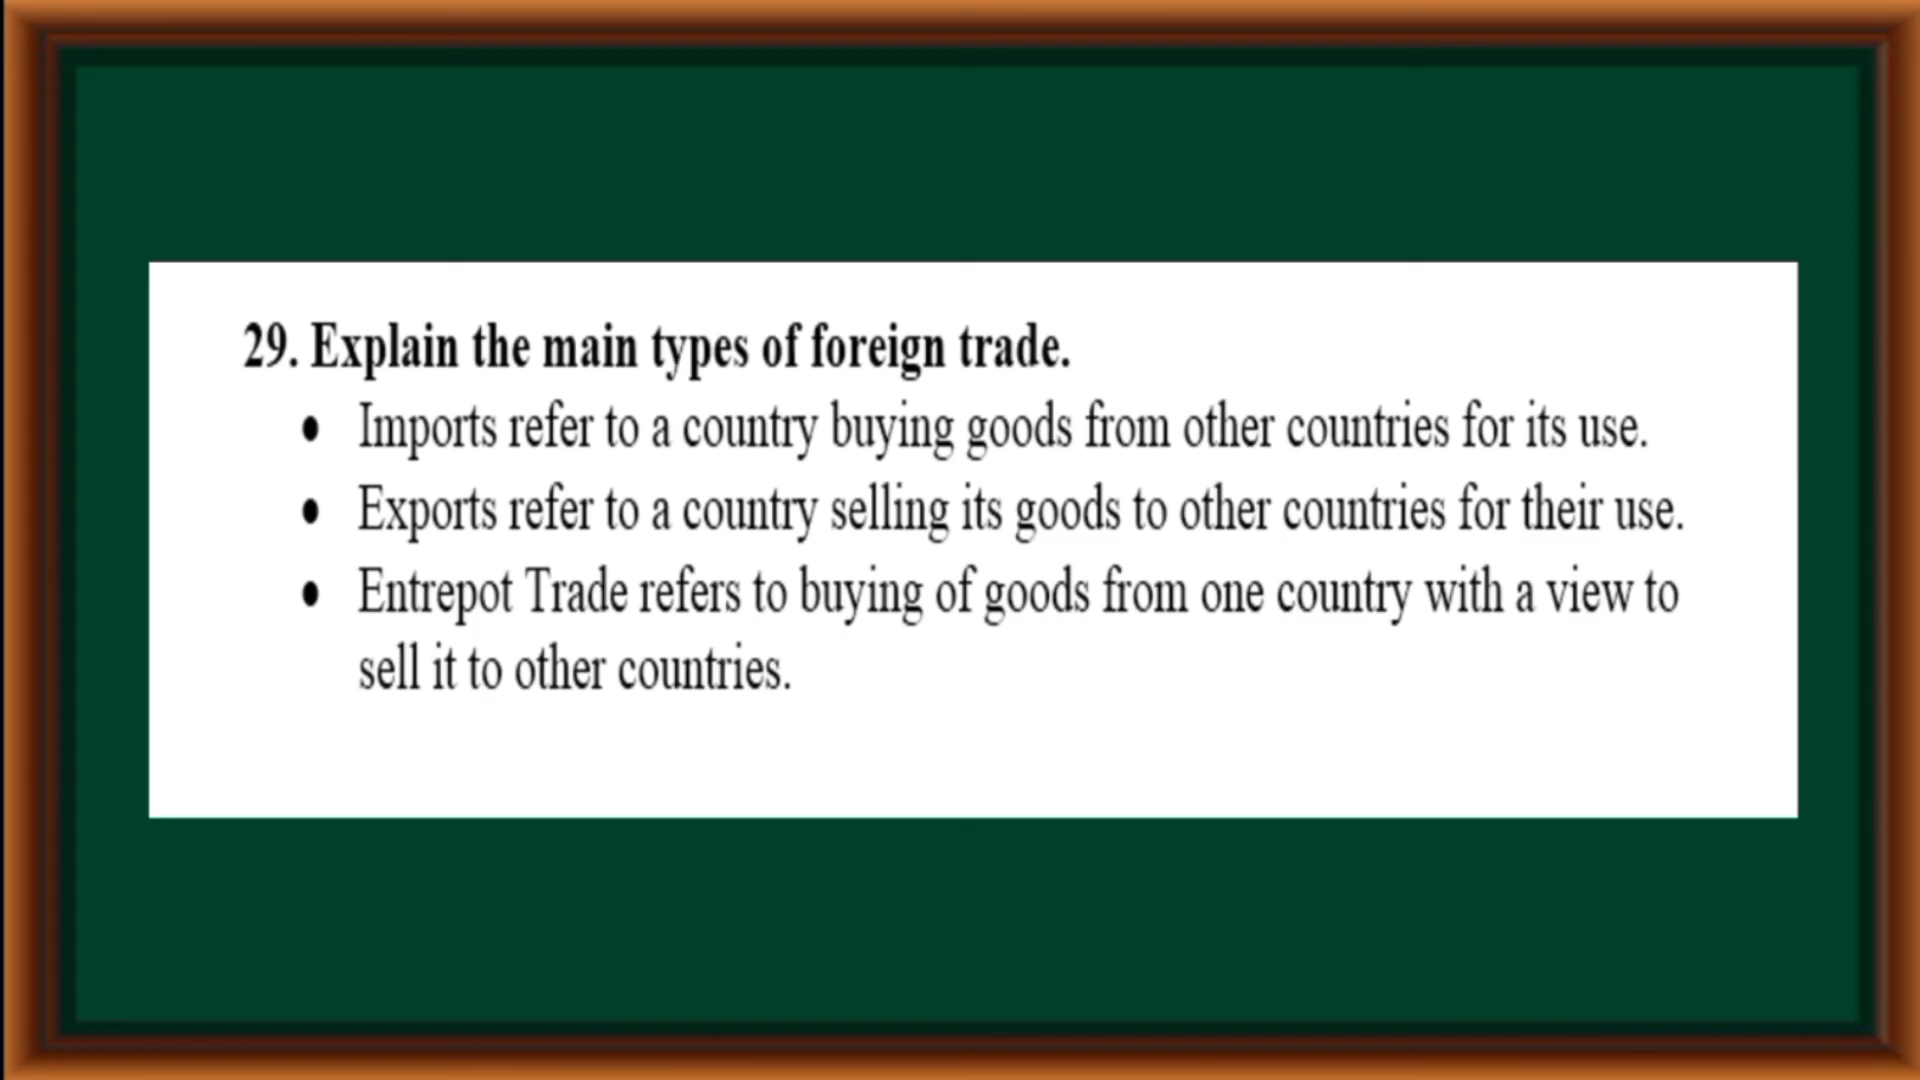 29. Explain the main types of foreign trade.
• Imports refer to a country buying goods from other countries for its use.
• Exports refer to a country selling its goods to other countries for their use.
• Entrepot Trade refers to buying of goods from one country with a view to
sell it to other countries.